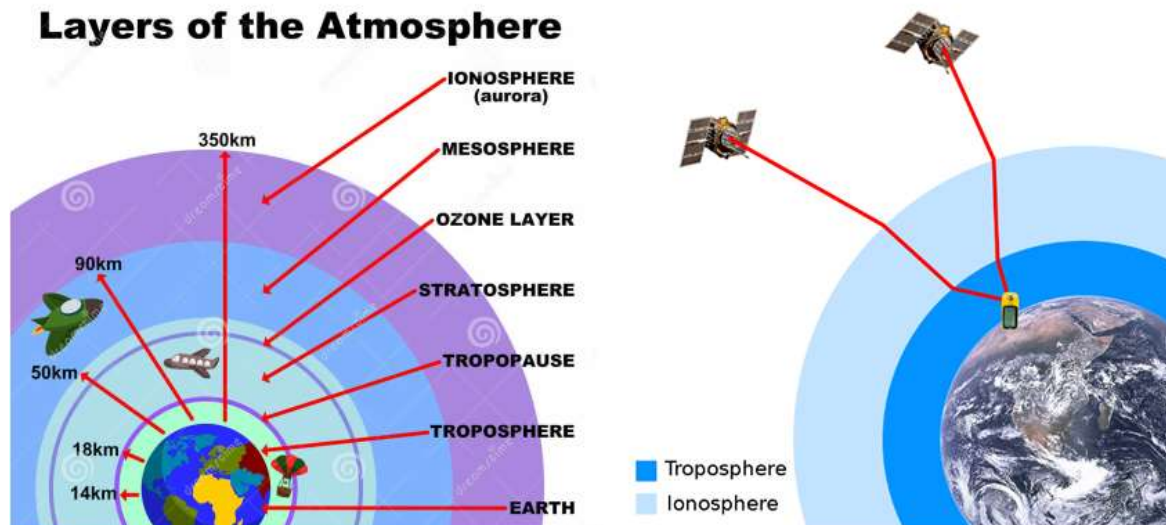 Layers of the Atmosphere
IONOSPHERE
(aurora)
350km
MESOSPHERE
OZONE LAYER
90km
STRATOSPHERE
50km
TROPOPAUSE
TROPOSPHERE
18km
14km
EARTH
Troposphere
Ionosphere
dreamstime